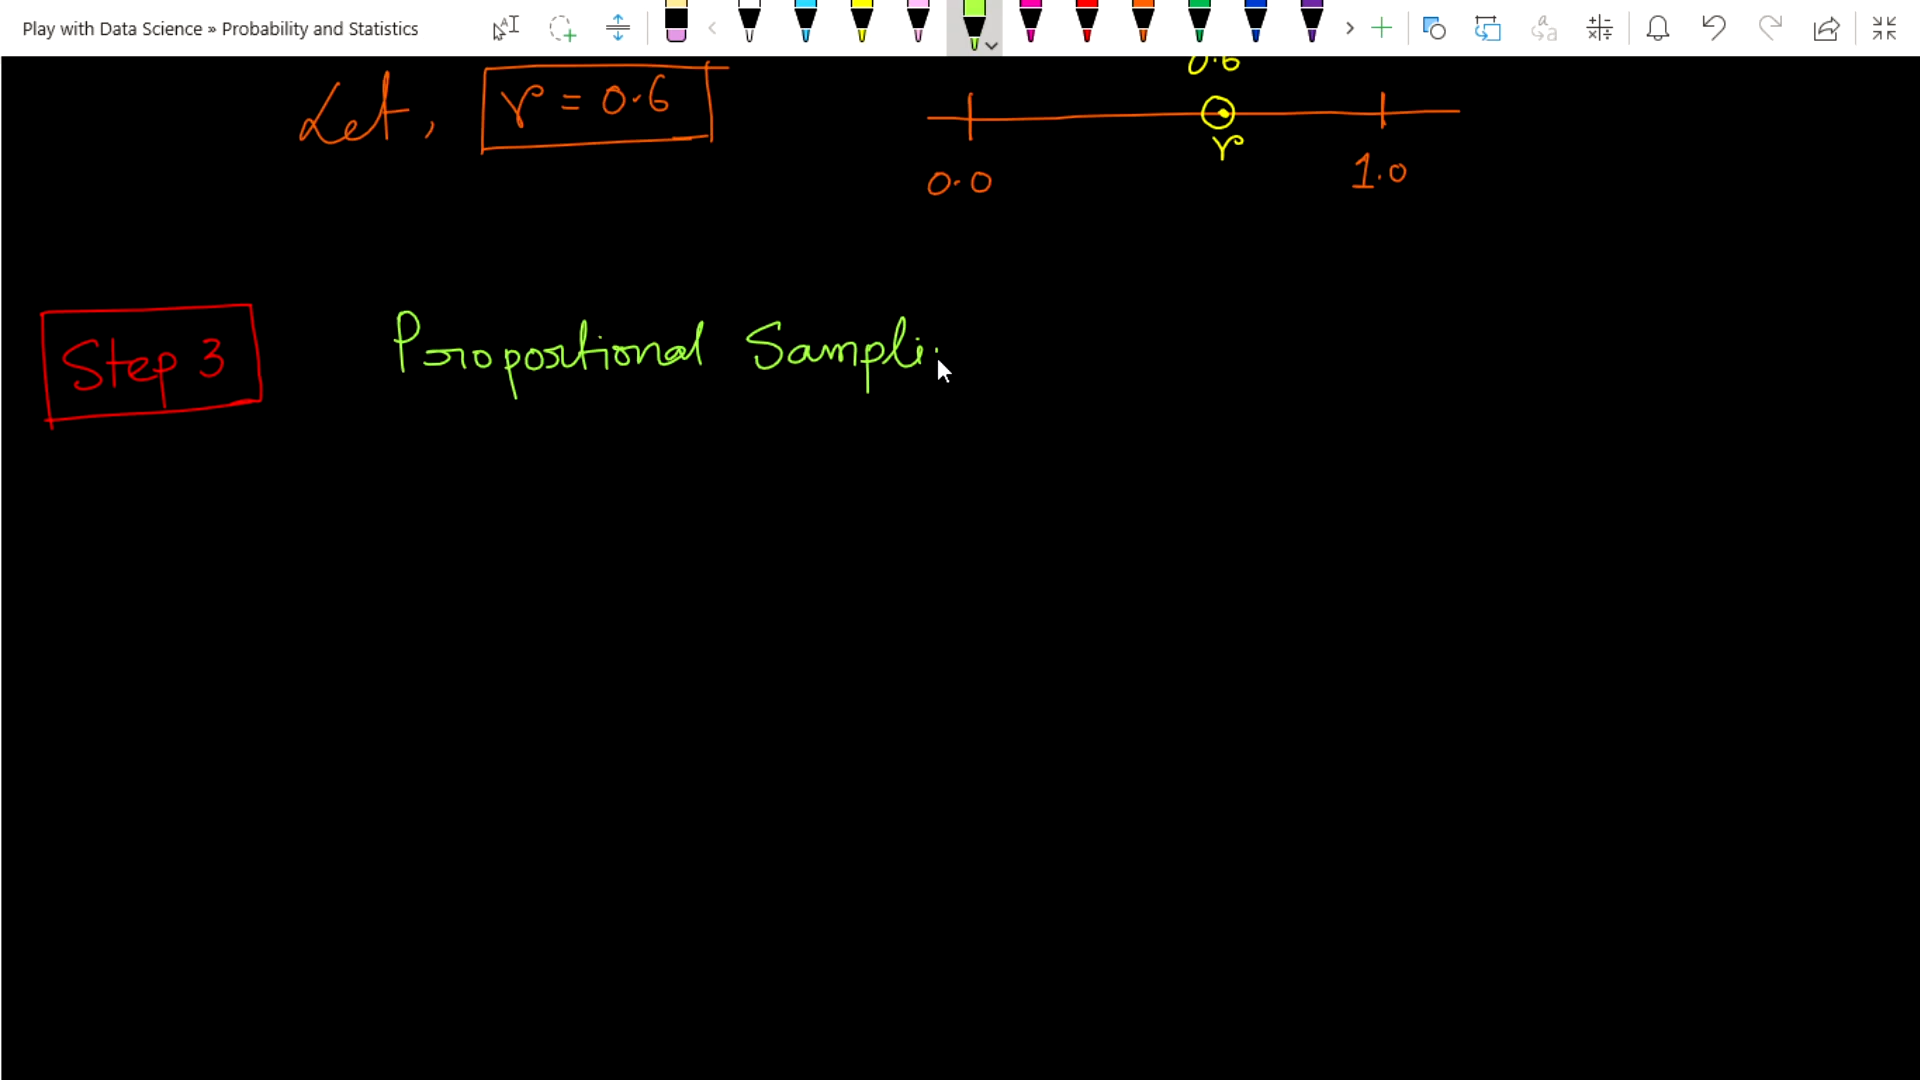 Play with Data Science » Probability and Statistics
0.6
Let, r = 0.6
r
0.0 1.0
Step 3 Proportional Sampli